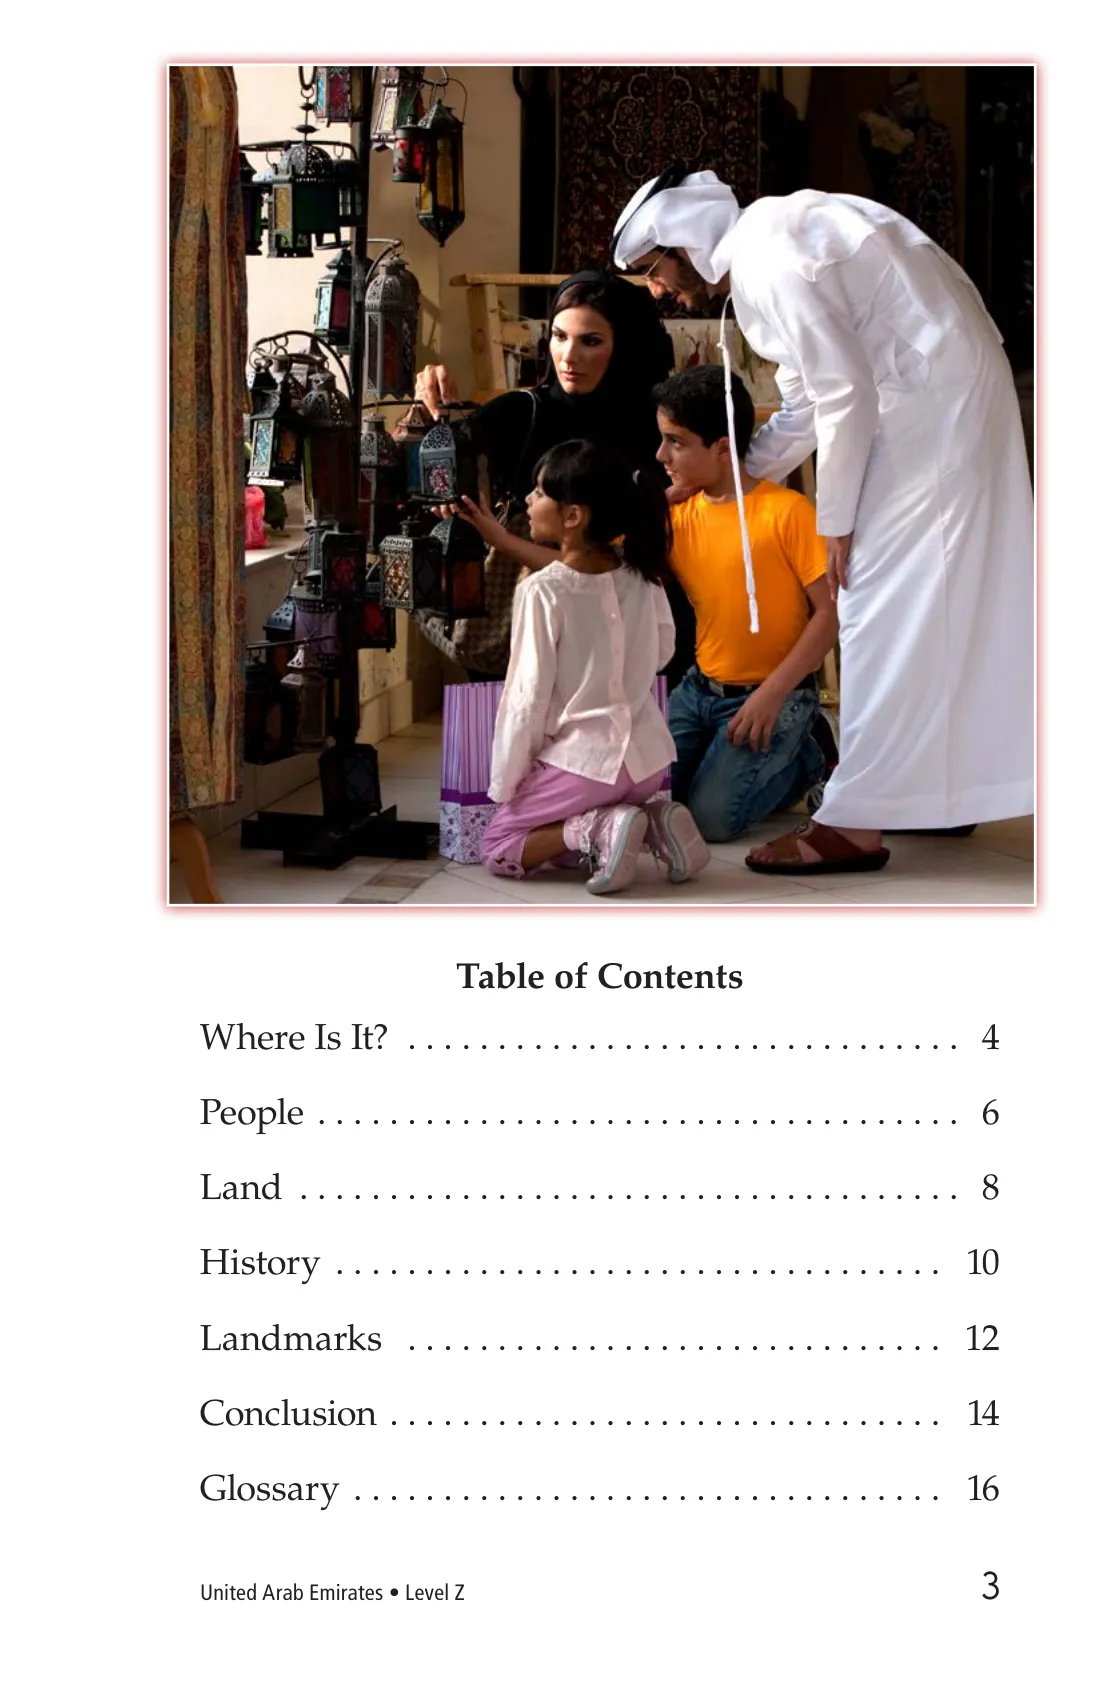 Table of Contents
Where Is It? . . . . . . . . . . . . . . . . . . . . . . . . . . . . . . . 4
People . . . . . . . . . . . . . . . . . . . . . . . . . . . . . . . . . . . . 6
Land . . . . . . . . . . . . . . . . . . . . . . . . . . . . . . . . . . . . . 8
History . . . . . . . . . . . . . . . . . . . . . . . . . . . . . . . . . . 10
Landmarks . . . . . . . . . . . . . . . . . . . . . . . . . . . . . . 12
Conclusion . . . . . . . . . . . . . . . . . . . . . . . . . . . . . . . 14
Glossary . . . . . . . . . . . . . . . . . . . . . . . . . . . . . . . . . 16
United Arab Emirates • Level Z 3